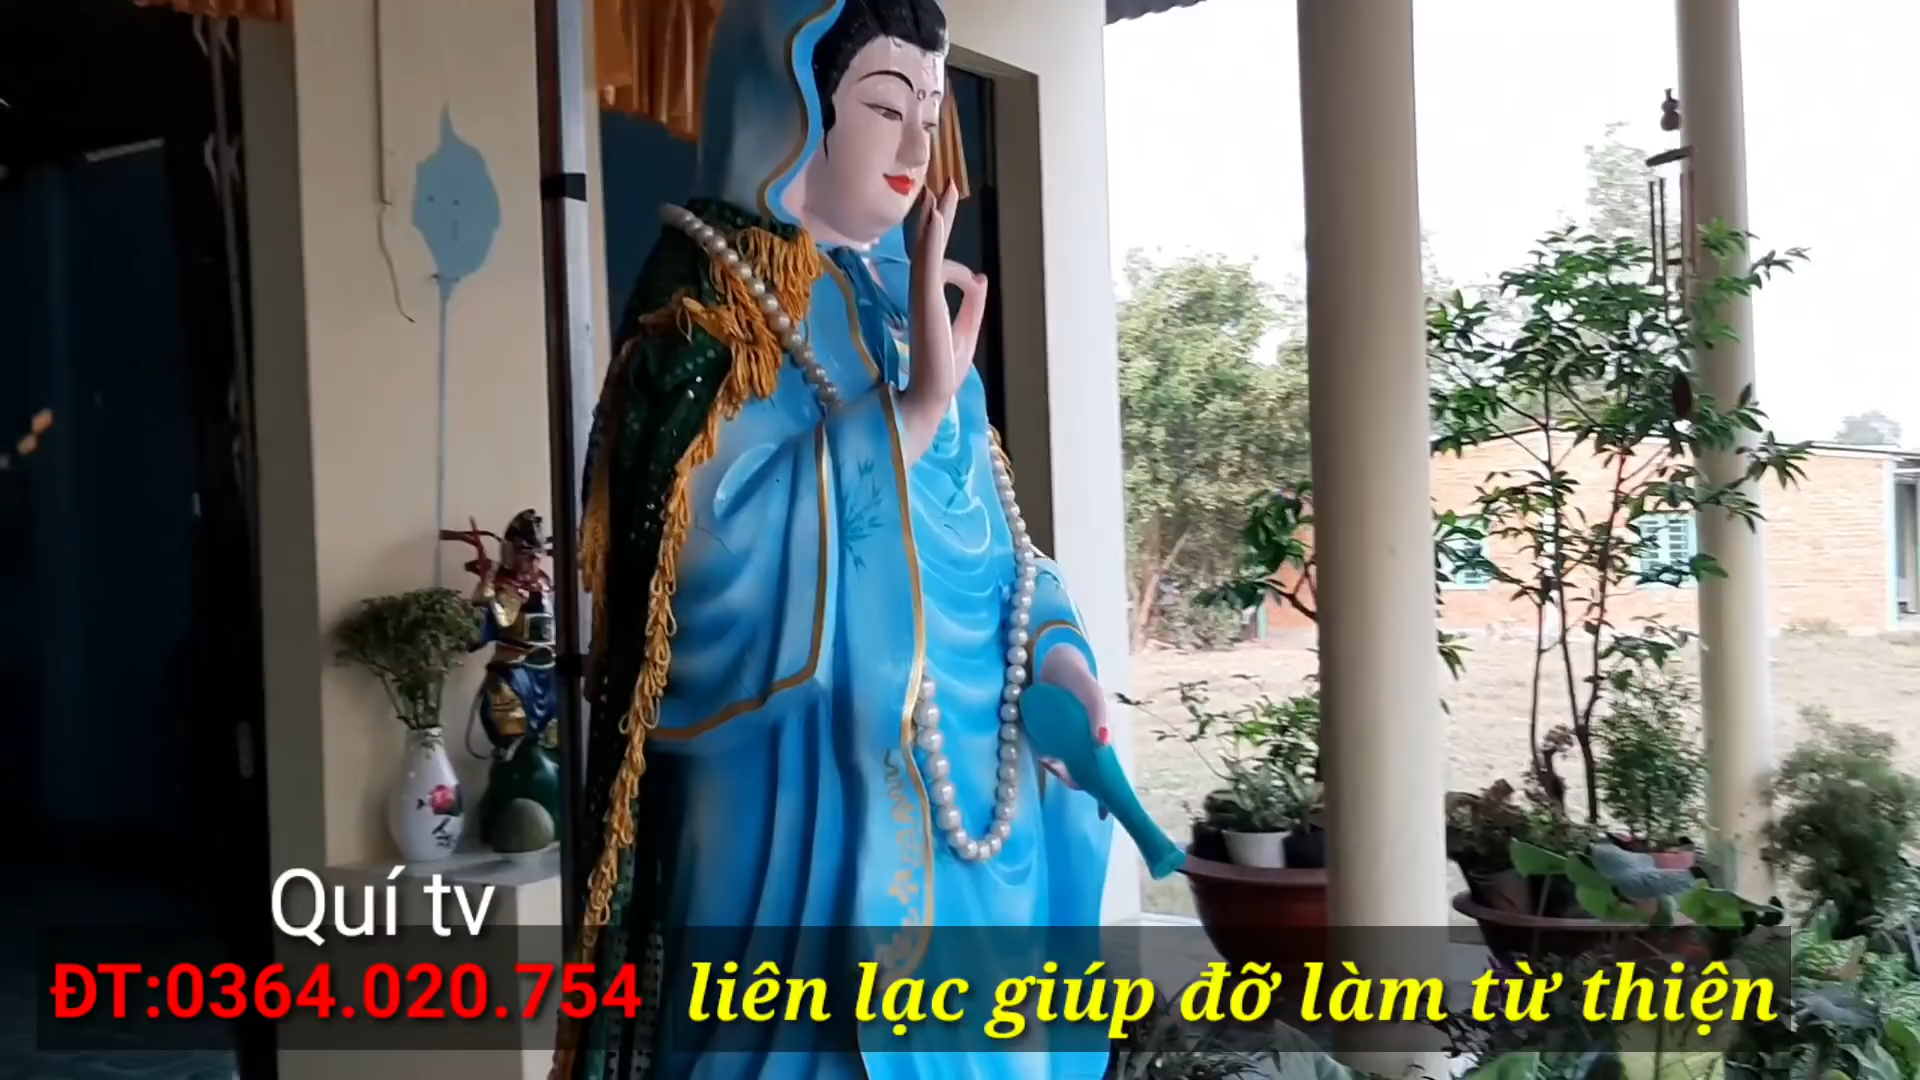 Quí tv
ĐT:0364.020.754
liên lạc giúp đỡ làm từ thiện